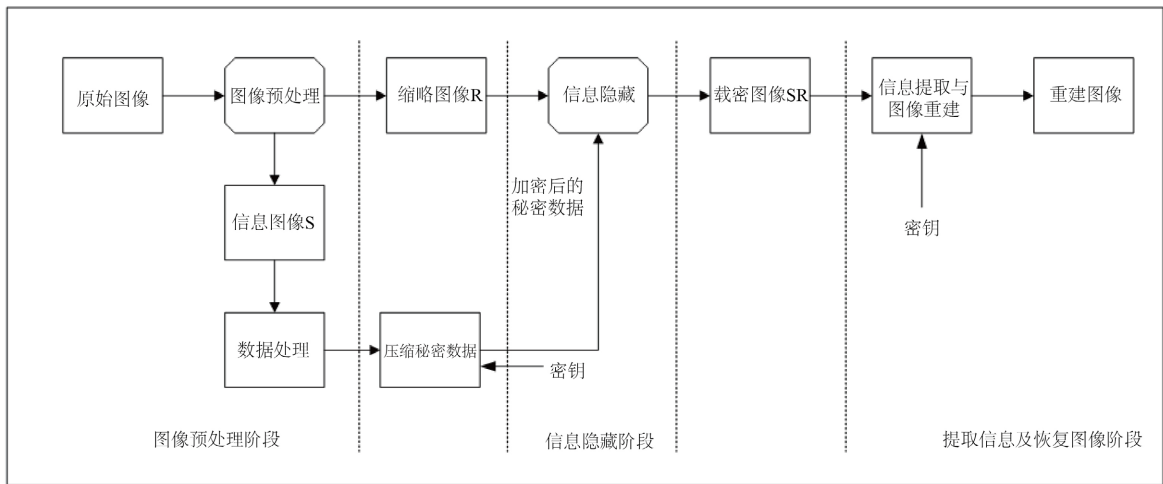 原始图像
图像预处理
缩略图像R
信息隐藏
载密图像SR
信息提取与
图像重建
重建图像
加密后的
秘密数据
信息图像S
密钥
数据处理
压缩秘密数据
密钥
图像预处理阶段
信息隐藏阶段
提取信息及恢复图像阶段